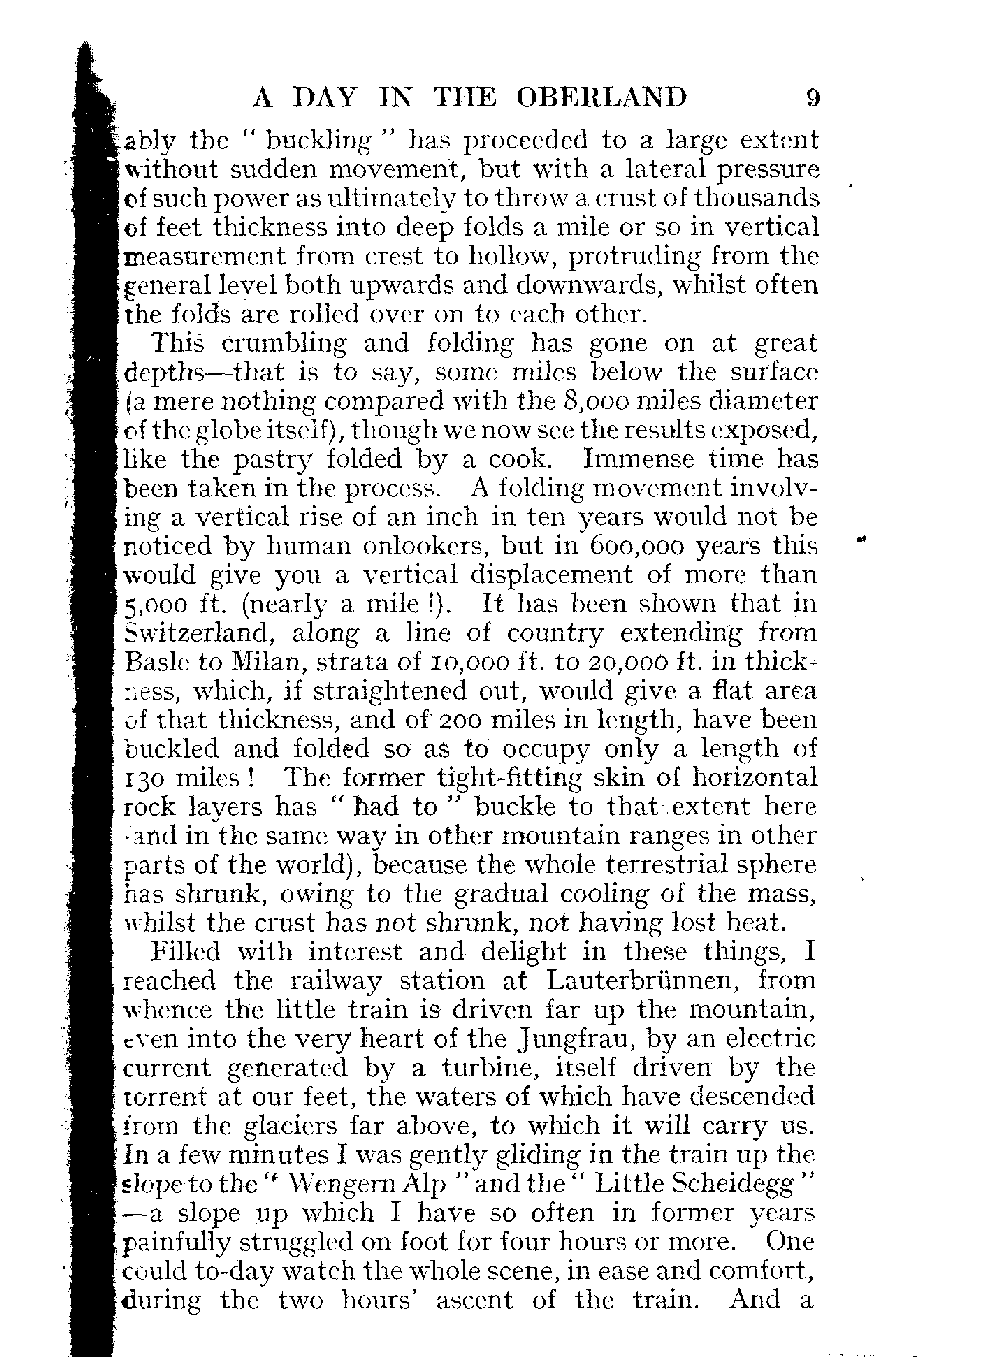 A DAY IN THE OBERLAND 9
ably the " buckling " has proceeded to a large extent
without sudden movement, but with a lateral pressure
of such power as ultimately to throw a crust of thousands
of feet thickness into deep folds a mile or so in vertical
measurement from crest to hollow, protruding from the
general level both upwards and downwards, whilst often
the folds are rolled over on to each other.
This crumbling and folding has gone on at great
depths—that is to say, some miles below the surface
(a mere nothing compared with the 8,000 miles diameter
of the globe itself), though we now see the results exposed,
like the pastry folded by a cook. Immense time has
been taken in the process. A folding movement involv-
ing a vertical rise of an inch in ten years would not be
noticed by human onlookers, but in 600,000 years this
would give you a vertical displacement of more than
5,000 ft. (nearly a mile !). It has been shown that in
Switzerland, along a line of country extending from
Basle to Milan, strata of 10,000 ft. to 20,000 ft. in thick-
ness, which, if straightened out, would give a flat area
of that thickness, and of 200 miles in length, have been
buckled and folded so as to occupy only a length of
130 miles ! The former tight-fitting skin of horizontal
rock layers has " had to " buckle to that extent here
and in the same way in other mountain ranges in other
parts of the world), because the whole terrestrial sphere
has shrunk, owing to the gradual cooling of the mass,
whilst the crust has not shrunk, not having lost heat.
Filled with interest and delight in these things, I
reached the railway station at Lauterbrünnen, from
whence the little train is driven far up the mountain,
even into the very heart of the Jungfrau, by an electric
current generated by a turbine, itself driven by the
torrent at our feet, the waters of which have descended
from the glaciers far above, to which it will carry us.
In a few minutes I was gently gliding in the train up the
slope to the " Wengern Alp " and the " Little Scheidegg "
—a slope up which I have so often in former years
painfully struggled on foot for four hours or more. One
could to-day watch the whole scene, in ease and comfort,
during the two hours' ascent of the train. And a